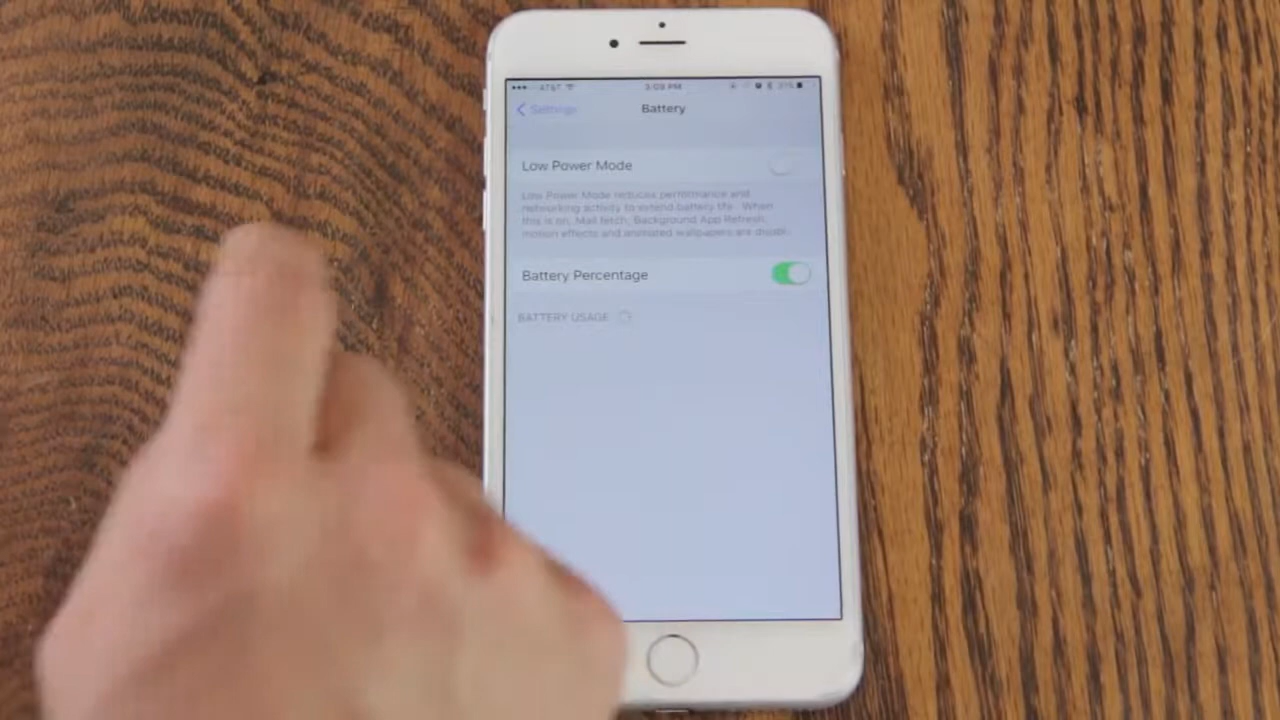 AT&T 3:09 PM
Settings Battery
Low Power Mode
Low Power Mode reduces performance and
networking activity to extend battery life. When
this is on, Mail fetch, Background App Refresh,
motion effects and animated wallpapers are
Battery Percentage
BATTERY USAGE